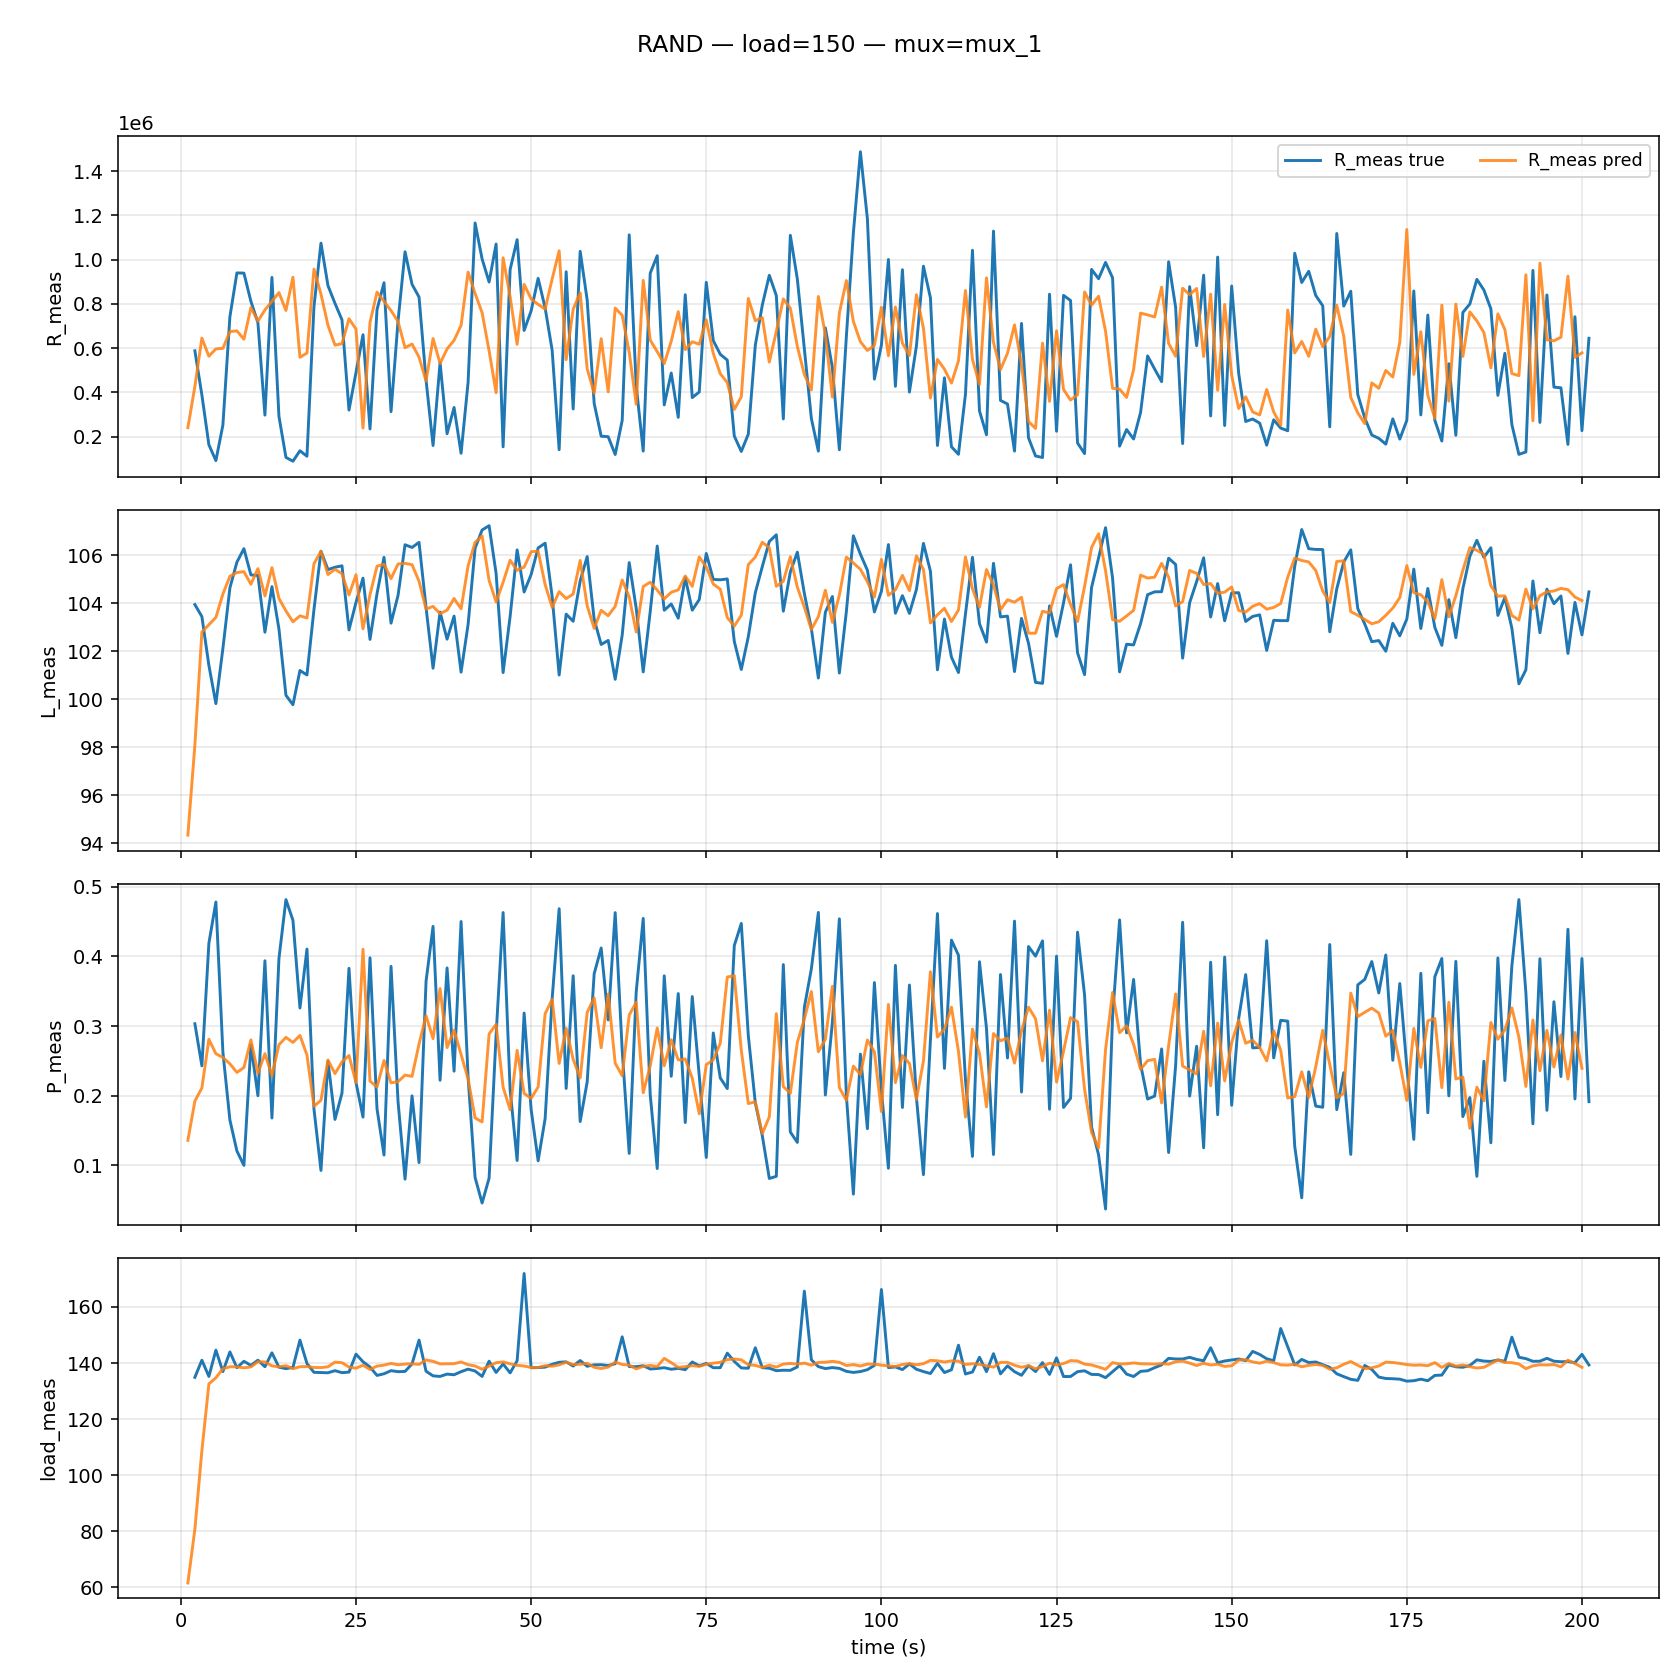 RAND — load=150 — mux=mux_1
1e6
R_meas true
R_meas pred
1.4
1.2
1.0
0.8
0.6
0.4
0.2
R_meas
106
104
102
100
98
96
94
L_meas
0.5
0.4
0.3
0.2
0.1
P_meas
160
140
120
100
80
60
load_meas
0 25 50 75 100 125 150 175 200
time (s)